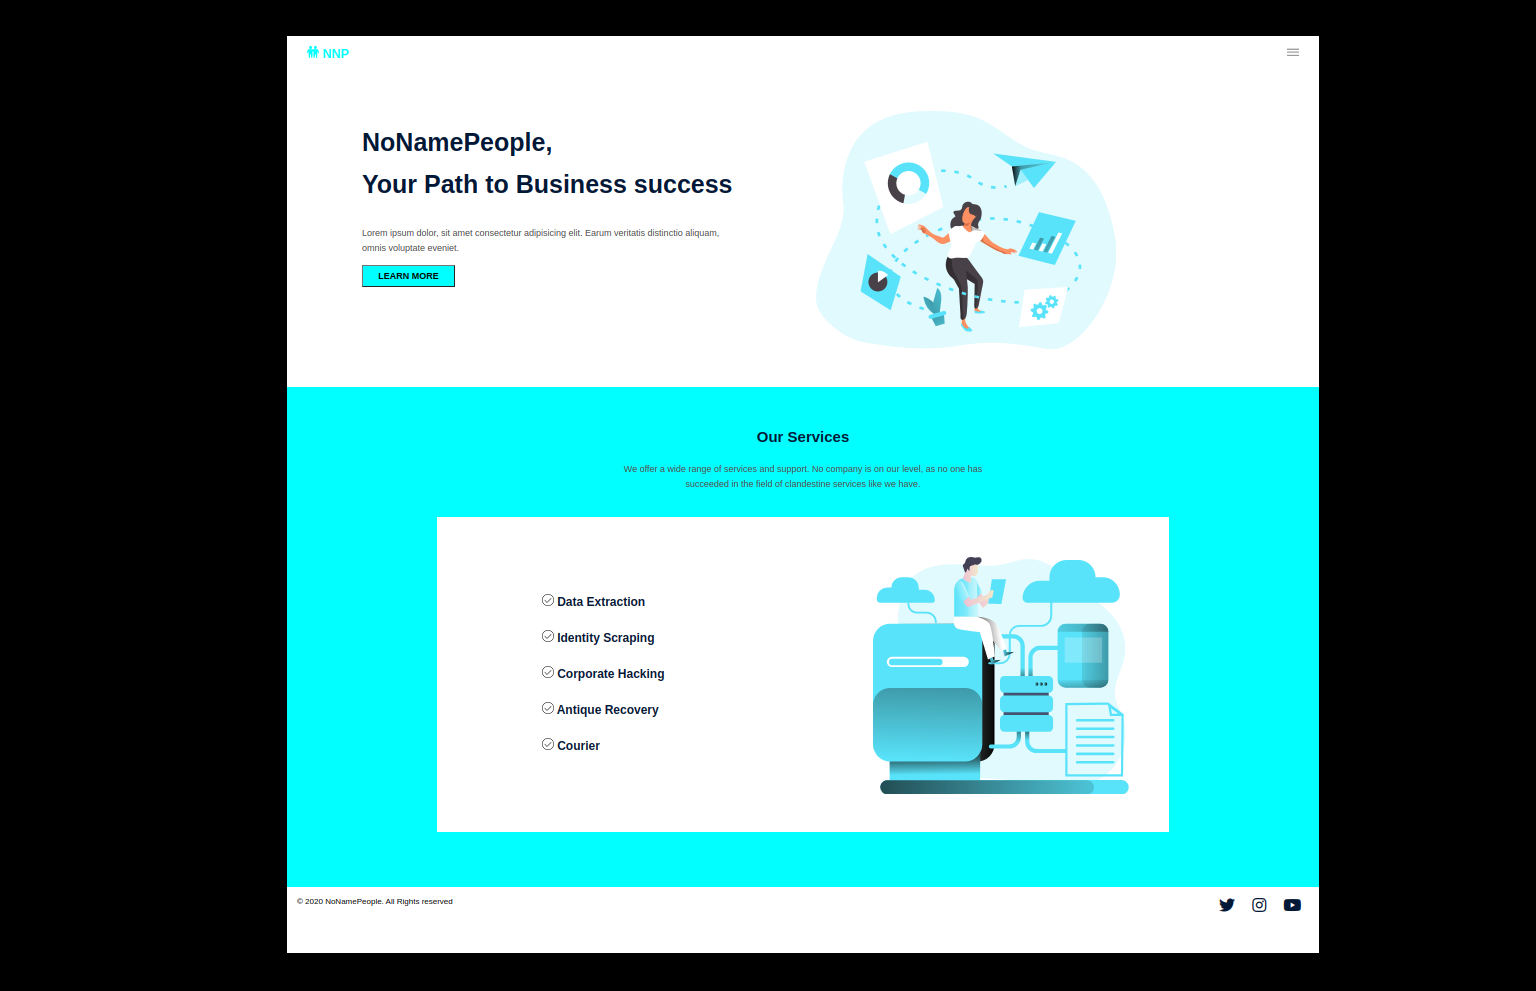 NNP
NoNamePeople,
Your Path to Business success
Lorem ipsum dolor, sit amet consectetur adipisicing elit. Earum veritatis distinctio aliquam,
omnis voluptate eveniet.
LEARN MORE
Our Services
We offer a wide range of services and support. No company is on our level, as no one has
succeeded in the field of clandestine services like we have.
Data Extraction
Identity Scraping
Corporate Hacking
Antique Recovery
Courier
© 2020 NoNamePeople. All Rights reserved